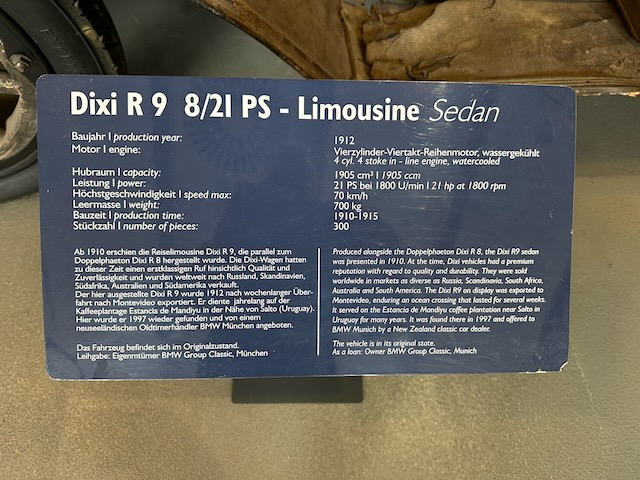 Dixi R 9 8/21 PS - Limousine Sedan
Baujahr | production year: 1912
Motor | engine: Vierzylinder-Viertakt-Reihenmotor, wassergekühlt
4 cyl. 4 stoke in - line engine, watercooled
Hubraum | capacity: 1905 cm³ | 1905 ccm
Leistung | power: 21 PS bei 1800 U/min | 21 hp at 1800 rpm
Höchstgeschwindigkeit | speed max: 70 km/h
Leermasse | weight: 700 kg
Bauzeit | production time: 1910-1915
Stückzahl | number of pieces: 300
Ab 1910 erschien die Reiselimousine Dixi R 9, die parallel zum
Doppelphaeton Dixi R 8 hergestellt wurde. Die Dixi-Wagen hatten
zu dieser Zeit einen erstklassigen Ruf hinsichtlich Qualität und
Zuverlässigkeit und wurden weltweit nach Russland, Skandinavien,
Südafrika, Australien und Südamerika verkauft.
Der hier ausgestellte Dixi R 9 wurde 1912 nach wochenlanger Über-
fahrt nach Montevideo exportiert. Er diente jahrelang auf der
Kaffeeplantage Estancia de Mandiyu in der Nähe von Salto (Uruguay).
Hier wurde er 1997 wieder gefunden und von einem
neuseeländischen Oldtimerhändler BMW München angeboten.
Das Fahrzeug befindet sich im Originalzustand.
Leihgabe: Eigenmtümer BMW Group Classic, München
Produced alongside the Doppelphaeton Dixi R 8, the Dixi R9 sedan
was presented in 1910. At the time, Dixi vehicles had a premium
reputation with regard to quality and durability. They were sold
worldwide in markets as diverse as Russia, Scandinavia, South Africa,
Australia and South America. The Dixi R9 on display was exported to
Montevideo, enduring an ocean crossing that lasted for several weeks.
It served on the Estancia de Mandiyu coffee plantation near Salto in
Uruguay for many years. It was found there in 1997 and offered to
BMW Munich by a New Zealand classic car dealer.
The vehicle is in its original state.
As a loan: Owner BMW Group Classic, Munich